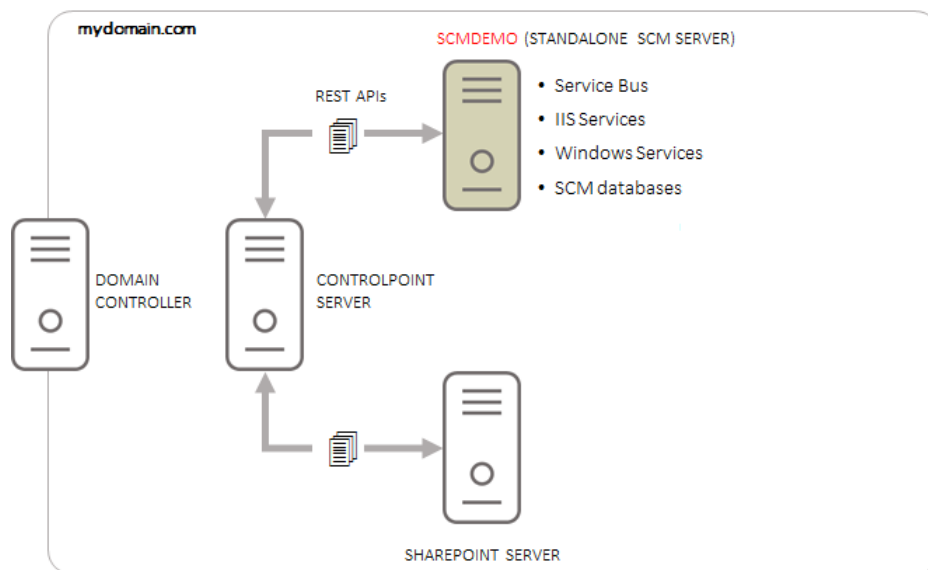 mydomain.com
SCMDEMO (STANDALONE SCM SERVER)
REST APIs
• Service Bus
• IIS Services
• Windows Services
• SCM databases
DOMAIN
CONTROLLER
CONTROLPOINT
SERVER
SHAREPOINT SERVER